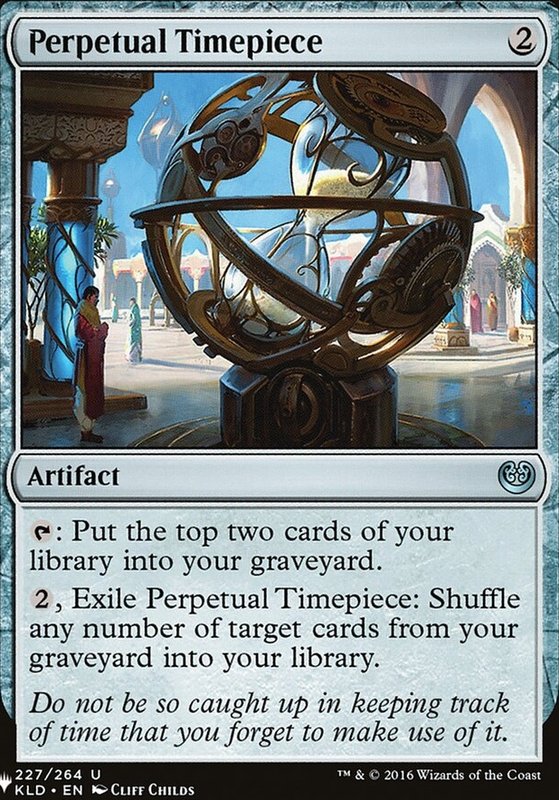 Perpetual Timepiece 2
Artifact
: Put the top two cards of your
library into your graveyard.
2, Exile Perpetual Timepiece: Shuffle
any number of target cards from your
graveyard into your library.
Do not be so caught up in keeping track
of time that you forget to make use of it.
227/264 U
KLD • EN Cliff Childs
™ & © 2016 Wizards of the Coast